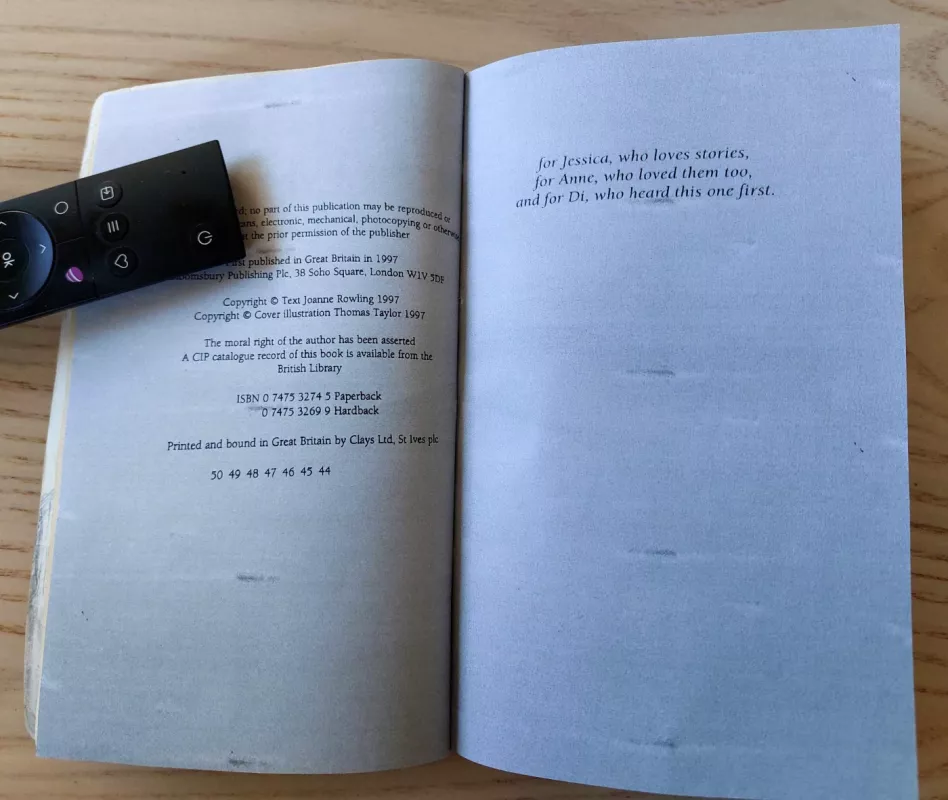 no part of this publication may be reproduced or
electronic, mechanical, photocopying or
the prior permission of the publisher
published in Great Britain in 1997
Publishing Plc, 38 Soho Square, London W1V 5DF
Copyright © Text Joanne Rowling 1997
Copyright © Cover illustration Thomas Taylor 1997
The moral right of the author has been asserted
A CIP catalogue record of this book is available from the
British Library
ISBN 0 7475 3274 5 Paperback
0 7475 3269 9 Hardback
Printed and bound in Great Britain by Clays Ltd, St Ives plc
50 49 48 47 46 45 44
for Jessica, who loves stories,
for Anne, who loved them too,
and for Di, who heard this one first.
OK